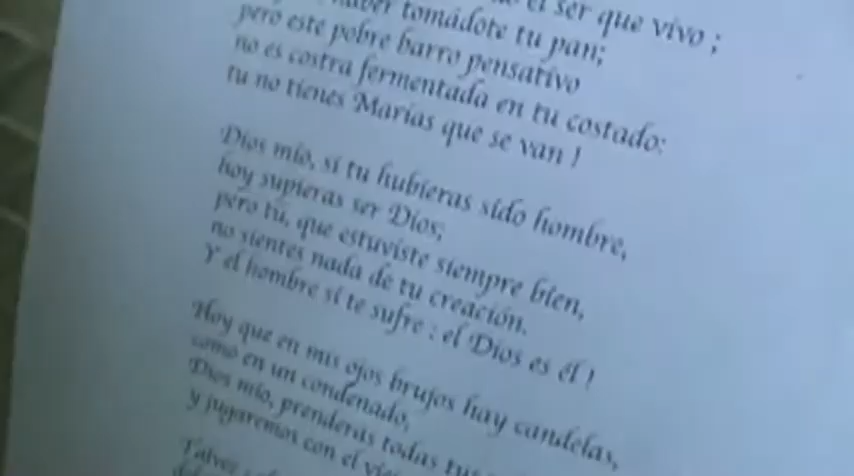 el ser que vivo ;
haber tomádote tu pan;
pero este pobre barro pensativo
no es costra fermentada en tu costado:
tu no tienes Marías que se van !
Dios mío, si tu hubieras sido hombre,
hoy supieras ser Dios;
pero tú, que estuviste siempre bien,
no sientes nada de tu creación.
Y el hombre sí te sufre : el Dios es él !
Hoy que en mis ojos brujos hay candelas,
como en un condenado,
Dios mío, prenderás todas tus
y jugaremos con el
Talvez